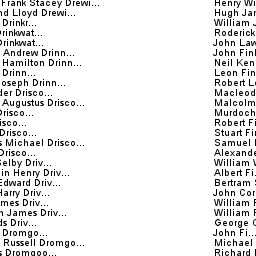 Frank Stacey Drewi... Henry Wi
nd Lloyd Drewi... Hugh Jar
Drinkr... William J
Drinkwat... Roderick
Drinkwat... John Law
Andrew Drinn... John Finl
Hamilton Drinn... Neil Ken
Drinn... Leon Fin
Joseph Drinn... Robert L
der Drisco... Macleod
Augustus Drisco... Malcolm
Drisco... Murdoch
isco... Robert Fi
Drisco... Stuart Fin
s Michael Drisco... Samuel
Drisco... Alexande
Selby Driv... William W
in Henry Driv... Albert Fi.
Edward Driv... Bertram S
Harry Driv... John Cor
mes Driv... William F
n James Driv... William F
ds Driv... George C
Dromgo... John Fi...
Russell Dromgo... Michael
s Dromgoo... Richard